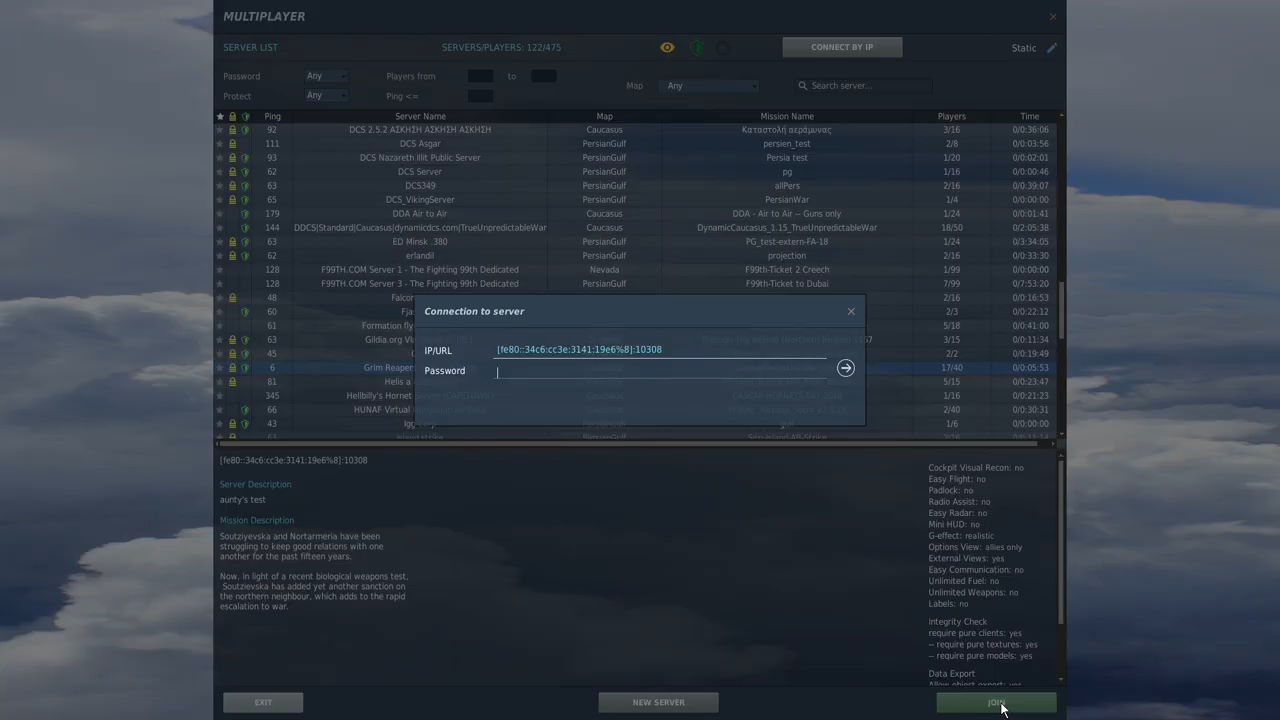 MULTIPLAYER
SERVER LIST SERVERS/PLAYERS: 122/475 CONNECT BY IP Static
Password Any Players from to Map Any Search server...
Protect Any Ping <=
Ping Server Name Map Mission Name Players Time
92 DCS 2.5.2 ΑΣΚΗΣΗ ΑΣΚΗΣΗ ΑΣΚΗΣΗ Caucasus Καταστολή αεράμυνας 3/16 0/0:36:06
111 DCS Asgar PersianGulf persien_test 2/8 0/0:03:56
93 DCS Nazareth Illit Public Server PersianGulf Persia test 1/20 0/0:02:01
62 DCS Server PersianGulf pg 1/16 0/0:00:46
63 DCS349 PersianGulf allPers 2/16 0/0:39:07
65 DCS_VikingServer PersianGulf PersianWar 1/4 0/0:00:00
179 DDA Air to Air Caucasus DDA - Air to Air -- Guns only 1/24 0/0:01:41
144 DDCS|Standard|Caucasus|dynamicdcs.com|TrueUnpredictableWar Caucasus DynamicCaucasus_1.15_TrueUnpredictableWar 18/50 0/2:05:38
63 ED Minsk .380 PersianGulf PG_test-extern-FA-18 1/24 0/3:34:05
62 erlandil PersianGulf projection 2/16 0/0:33:30
128 F99TH.COM Server 1 - The Fighting 99th Dedicated Nevada F99th-Ticket 2 Creech 1/99 0/0:00:00
128 F99TH.COM Server 3 - The Fighting 99th Dedicated PersianGulf F99th-Ticket to Dubai 7/99 0/7:53:20
48 Falcon 2/16 0/0:16:53
60 2/3 0/0:22:12
61 Formation 5/18 0/0:41:00
63 Gildia.org 3/15 0/0:11:34
45 2/2 0/0:19:49
6 Grim 17/40 0/0:05:53
81 Helis 5/15 0/0:23:47
345 Hellbilly's Hornet 1/16 0/0:21:23
66 HUNAF Virtual 2/40 0/0:30:31
43 1/6 0/0:00:00
Connection to server
IP/URL [fe80::34c6:cc3e:3141:19e6%8]:10308
Password
[fe80::34c6:cc3e:3141:19e6%8]:10308
Server Description
aunty's test
Mission Description
Soutziyevska and Nortarmeria have been
struggling to keep good relations with one
another for the past fifteen years.
Now, in light of a recent biological weapons test,
Soutzievska has added yet another sanction on
the northern neighbour, which adds to the rapid
escalation to war.
Cockpit Visual Recon: no
Easy Flight: no
Padlock: no
Radio Assist: no
Easy Radar: no
Mini HUD: no
G-effect: realistic
Options View: allies only
External Views: yes
Easy Communication: no
Unlimited Fuel: no
Unlimited Weapons: no
Labels: no
Integrity Check
require pure clients: yes
-- require pure textures: yes
-- require pure models: yes
Data Export
Allow object export: yes
EXIT NEW SERVER JOIN